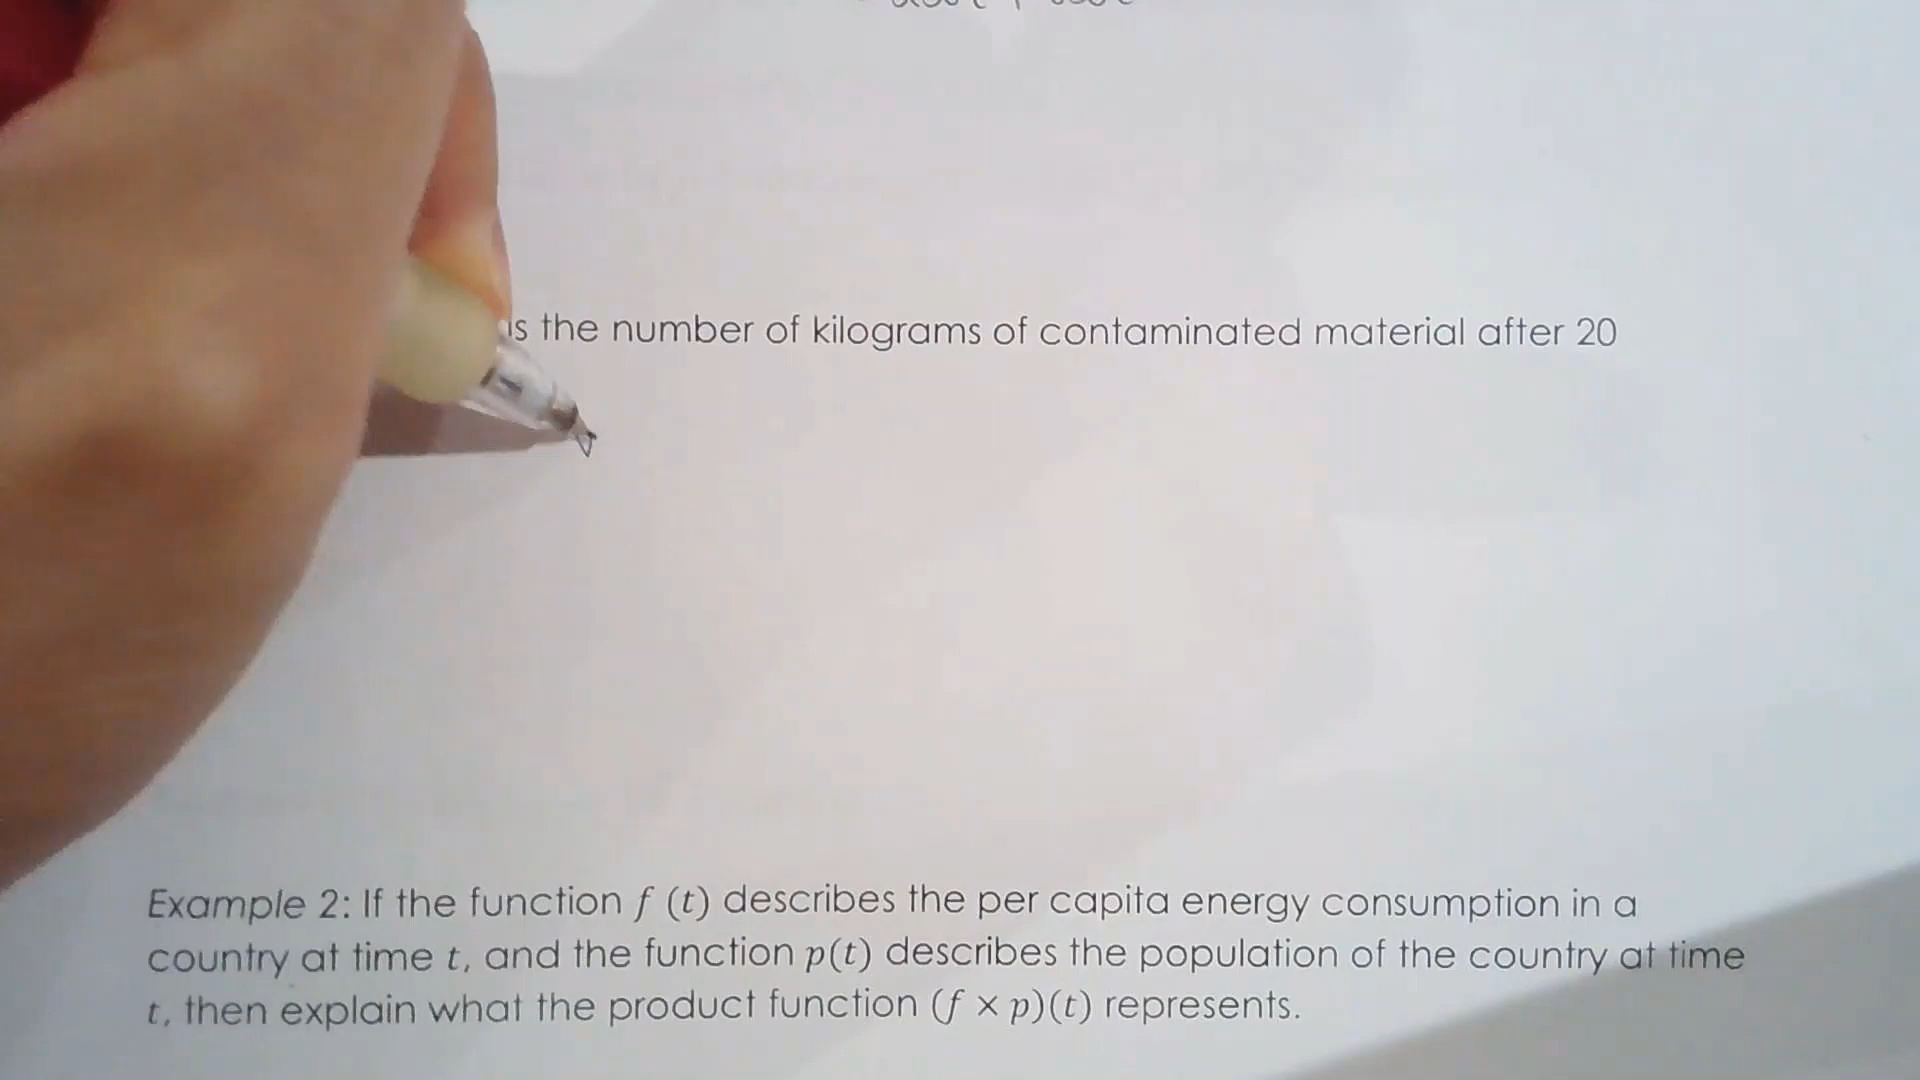 is the number of kilograms of contaminated material after 20
Example 2: If the function f (t) describes the per capita energy consumption in a
country at time t, and the function p(t) describes the population of the country at time
t, then explain what the product function (f × p)(t) represents.